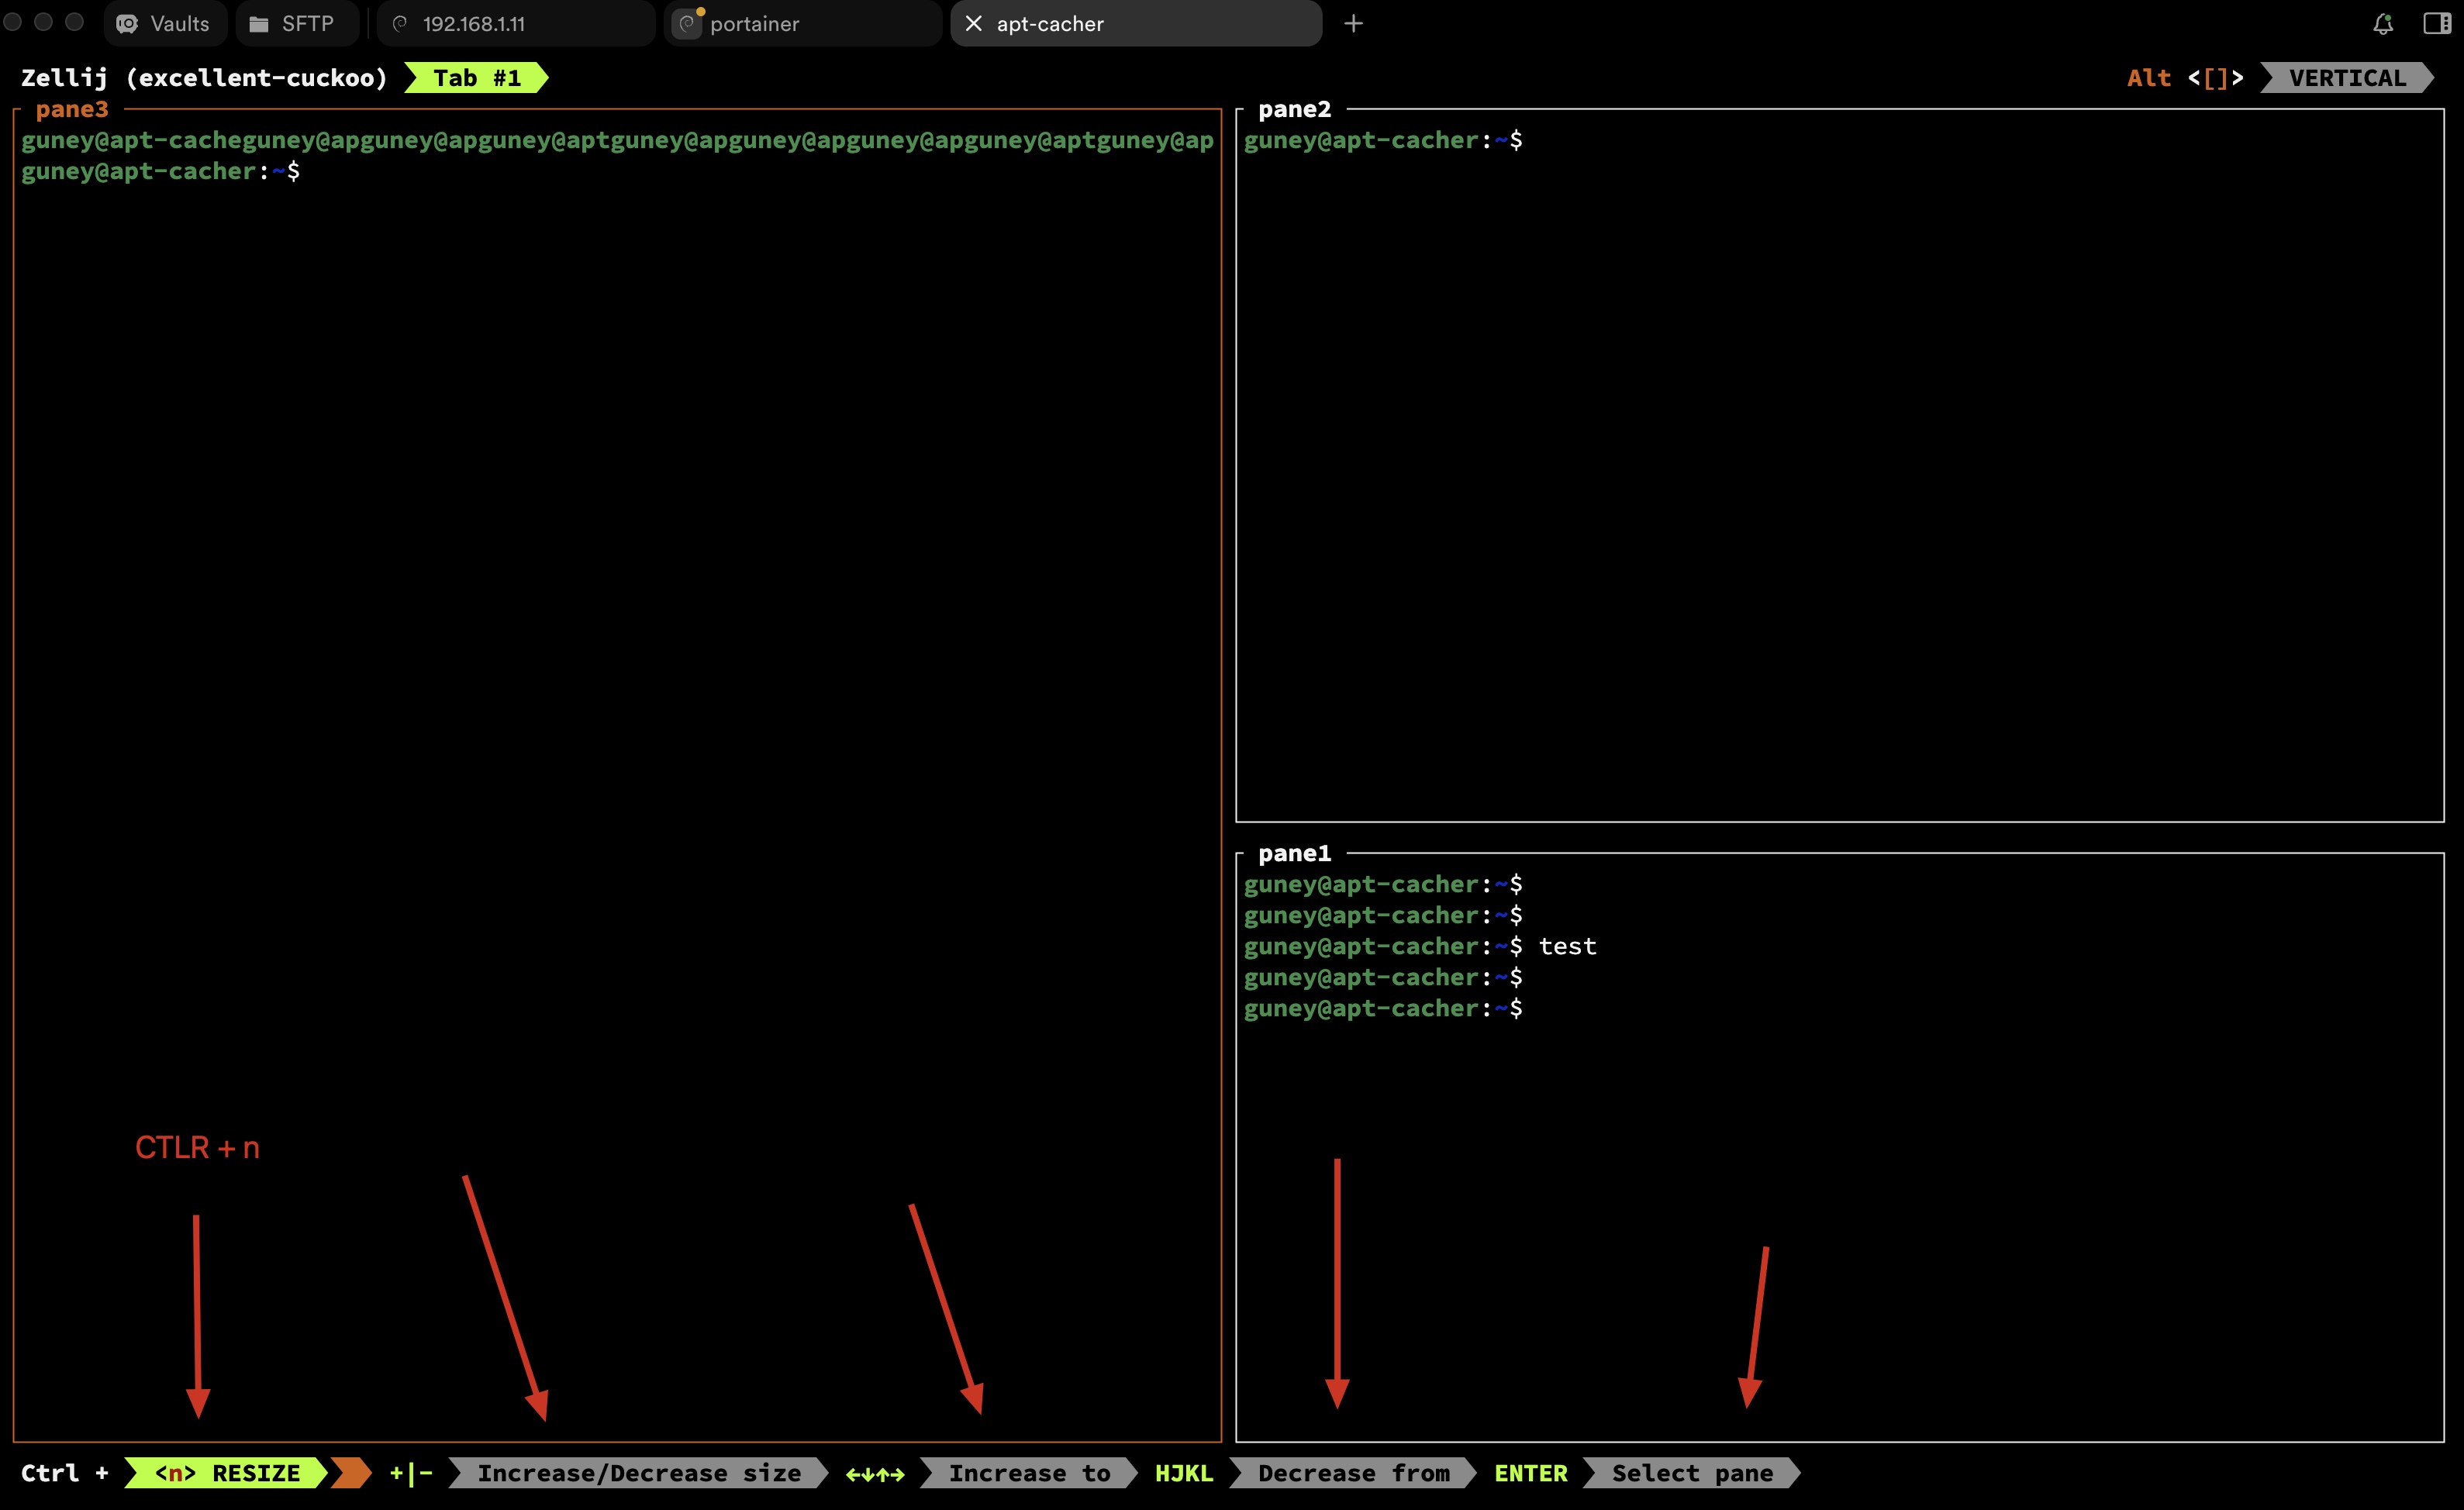 Vaults SFTP 192.168.1.11 portainer apt-cacher
Zellij (excellent-cuckoo) Tab #1 Alt <[]> VERTICAL
pane3
guney@apt-cacheguney@apguney@apguney@aptguney@apguney@apguney@apguney@aptguney@ap
guney@apt-cacher:~$
pane2
guney@apt-cacher:~$
pane1
guney@apt-cacher:~$
guney@apt-cacher:~$
guney@apt-cacher:~$ test
guney@apt-cacher:~$
guney@apt-cacher:~$
CTLR + n
Ctrl + <n> RESIZE +|- Increase/Decrease size ←↓↑→ Increase to HJKL Decrease from ENTER Select pane